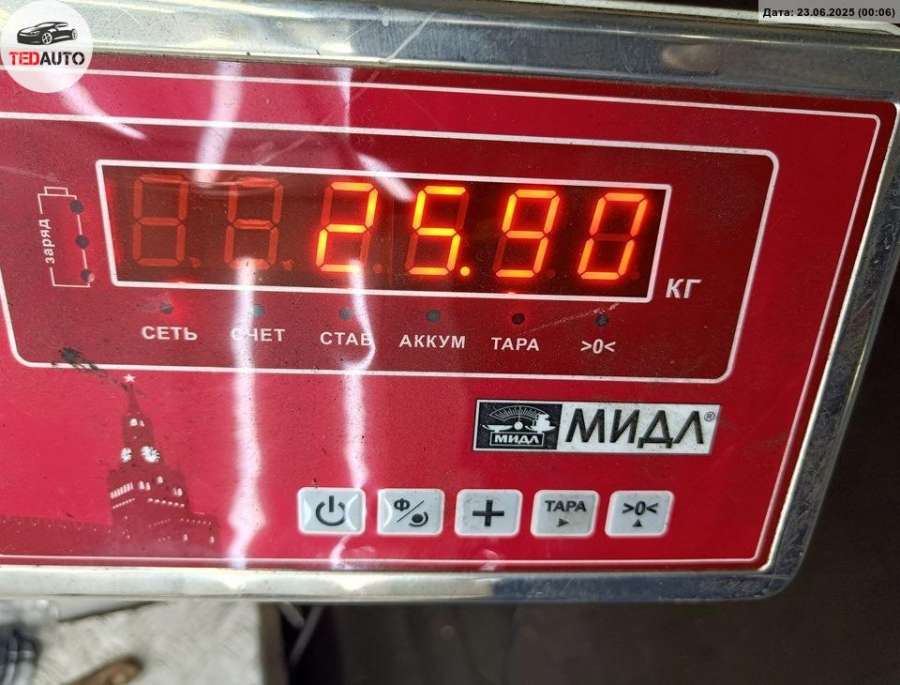 Дата: 23.06.2025 (00:06)
TEDAUTO
25.90
КГ
заряд
СЕТЬ СЧЕТ СТАБ АККУМ ТАРА >0<
МИДЛ МИДЛ®
Ф ТАРА >0<